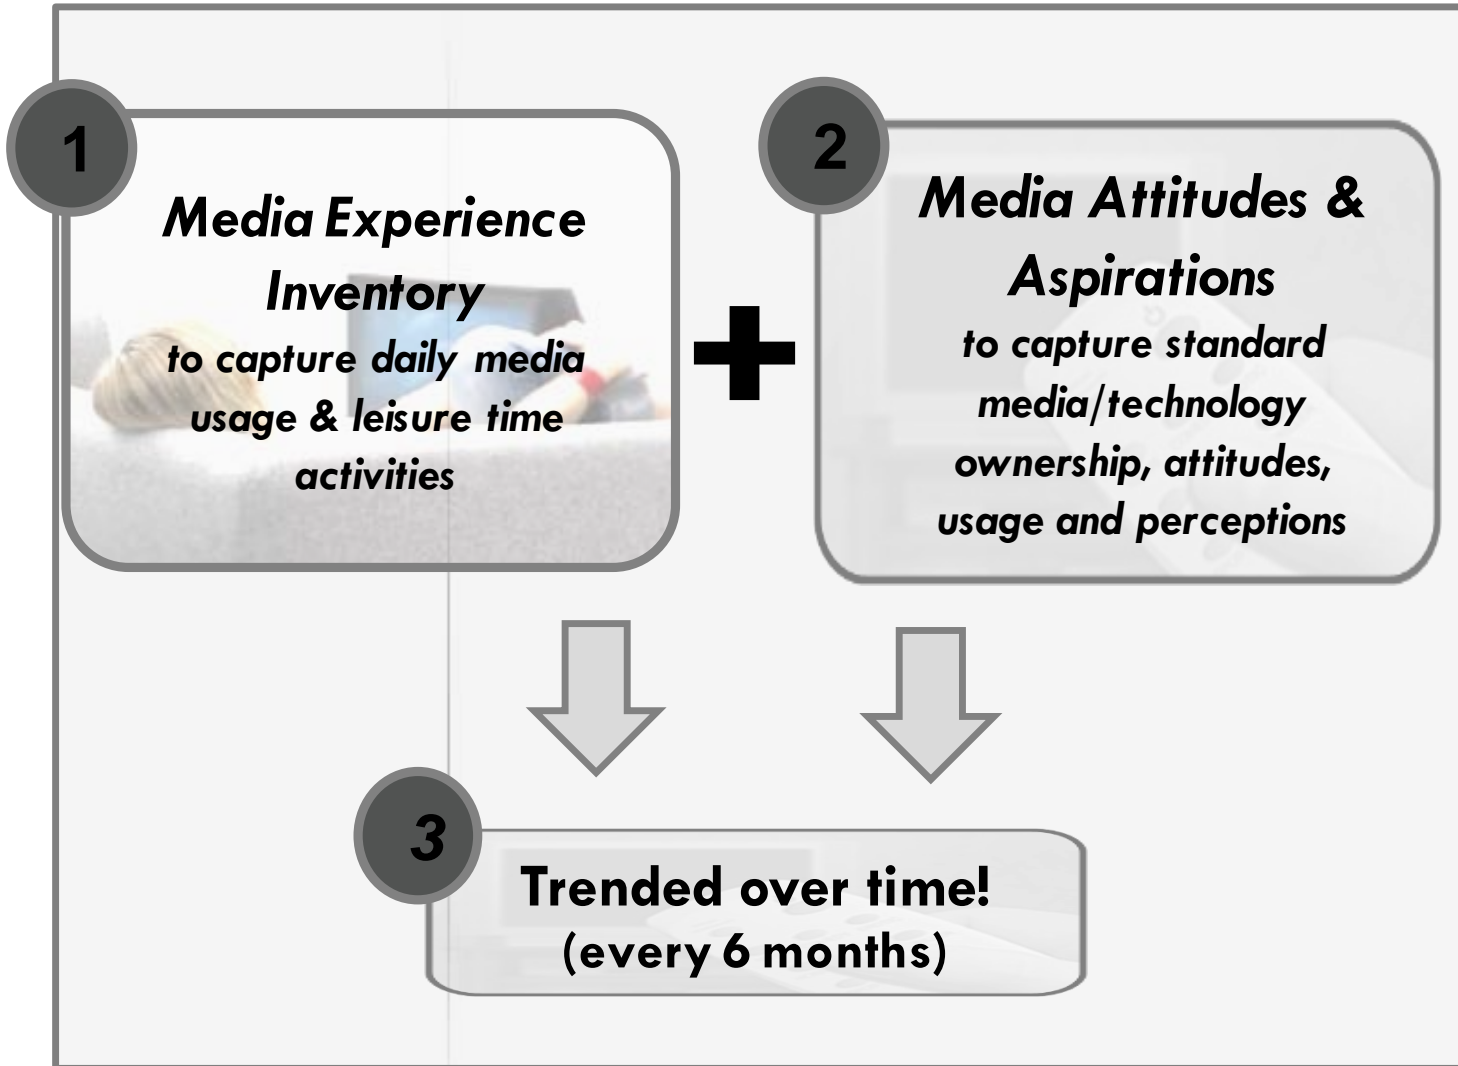 1
Media Experience
Inventory
to capture daily media
usage & leisure time
activities
2
Media Attitudes &
Aspirations
to capture standard
media/technology
ownership, attitudes,
usage and perceptions
3
Trended over time!
(every 6 months)